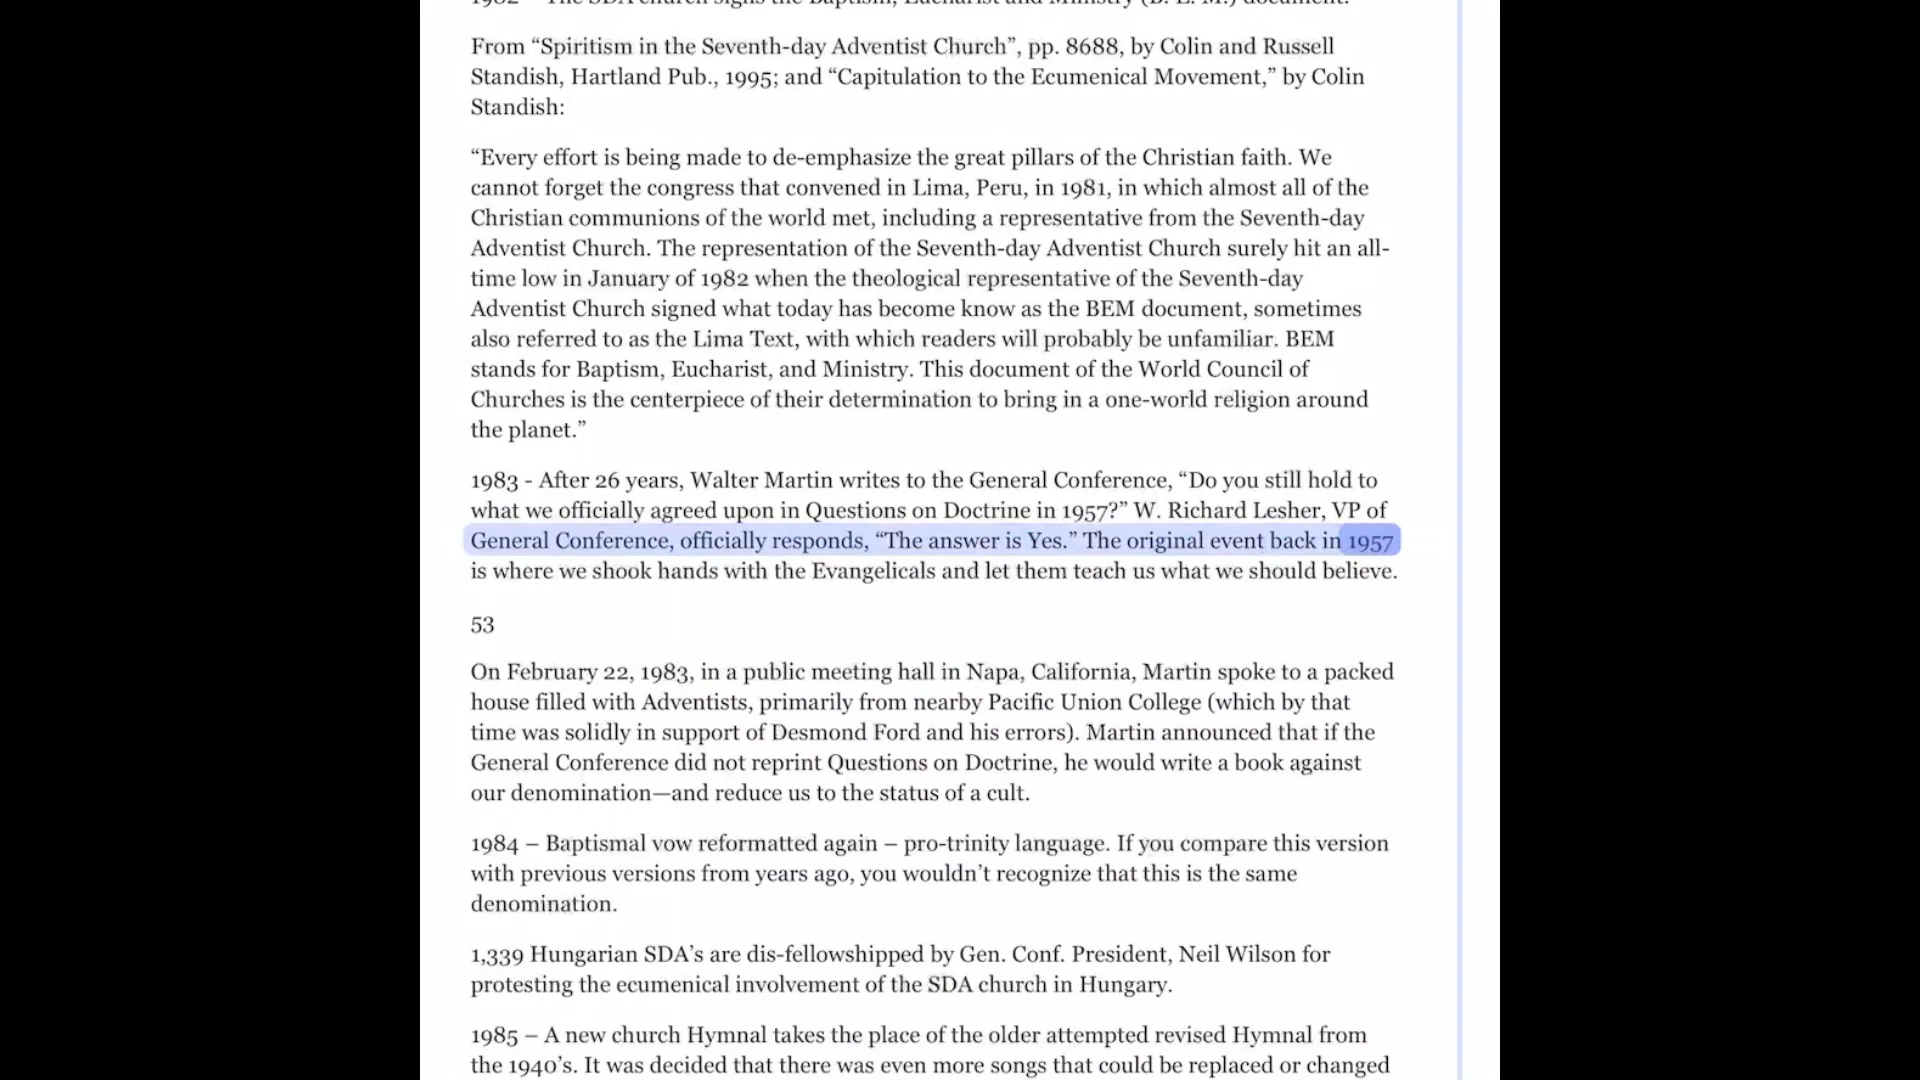 1982 – The SDA church signs the Baptism, Eucharist and Ministry (B. E. M.) document.
From “Spiritism in the Seventh-day Adventist Church”, pp. 8688, by Colin and Russell
Standish, Hartland Pub., 1995; and “Capitulation to the Ecumenical Movement,” by Colin
Standish:
“Every effort is being made to de-emphasize the great pillars of the Christian faith. We
cannot forget the congress that convened in Lima, Peru, in 1981, in which almost all of the
Christian communions of the world met, including a representative from the Seventh-day
Adventist Church. The representation of the Seventh-day Adventist Church surely hit an all-
time low in January of 1982 when the theological representative of the Seventh-day
Adventist Church signed what today has become know as the BEM document, sometimes
also referred to as the Lima Text, with which readers will probably be unfamiliar. BEM
stands for Baptism, Eucharist, and Ministry. This document of the World Council of
Churches is the centerpiece of their determination to bring in a one-world religion around
the planet.”
1983 - After 26 years, Walter Martin writes to the General Conference, “Do you still hold to
what we officially agreed upon in Questions on Doctrine in 1957?” W. Richard Lesher, VP of
General Conference, officially responds, “The answer is Yes.” The original event back in 1957
is where we shook hands with the Evangelicals and let them teach us what we should believe.
53
On February 22, 1983, in a public meeting hall in Napa, California, Martin spoke to a packed
house filled with Adventists, primarily from nearby Pacific Union College (which by that
time was solidly in support of Desmond Ford and his errors). Martin announced that if the
General Conference did not reprint Questions on Doctrine, he would write a book against
our denomination—and reduce us to the status of a cult.
1984 – Baptismal vow reformatted again – pro-trinity language. If you compare this version
with previous versions from years ago, you wouldn’t recognize that this is the same
denomination.
1,339 Hungarian SDA’s are dis-fellowshipped by Gen. Conf. President, Neil Wilson for
protesting the ecumenical involvement of the SDA church in Hungary.
1985 – A new church Hymnal takes the place of the older attempted revised Hymnal from
the 1940’s. It was decided that there was even more songs that could be replaced or changed